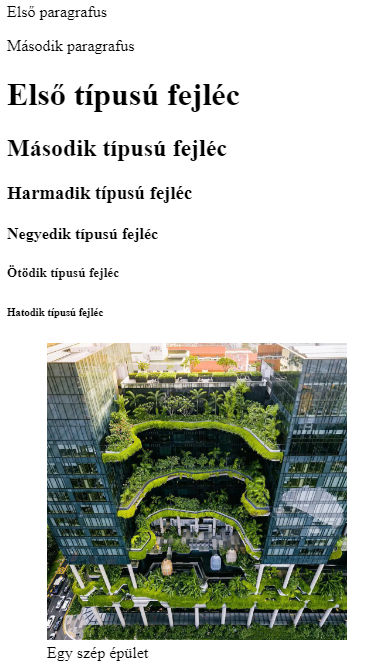 Első paragrafus
Második paragrafus
Első típusú fejléc
Második típusú fejléc
Harmadik típusú fejléc
Negyedik típusú fejléc
Ötödik típusú fejléc
Hatodik típusú fejléc
Egy szép épület